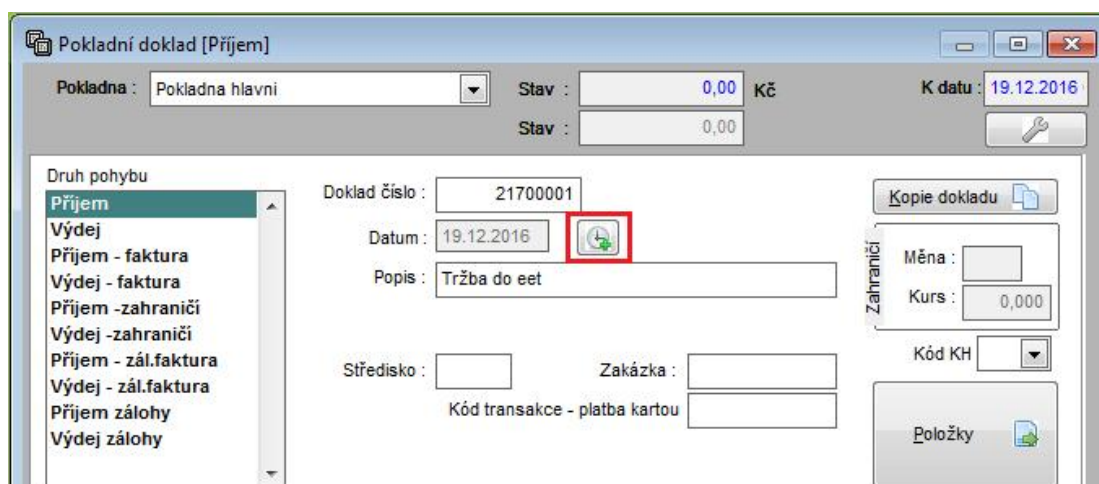 Pokladní doklad [Příjem]
Pokladna : Pokladna hlavni Stav : 0,00 Kč K datu : 19.12.2016
Stav : 0,00
Druh pohybu
Příjem
Výdej
Příjem - faktura
Výdej - faktura
Příjem -zahraničí
Výdej -zahraničí
Příjem - zál.faktura
Výdej - zál.faktura
Příjem zálohy
Výdej zálohy
Doklad číslo : 21700001
Datum : 19.12.2016
Popis : Tržba do eet
Středisko : Zakázka :
Kód transakce - platba kartou
Kopie dokladu
Zahraničí
Měna :
Kurs : 0,000
Kód KH
Položky